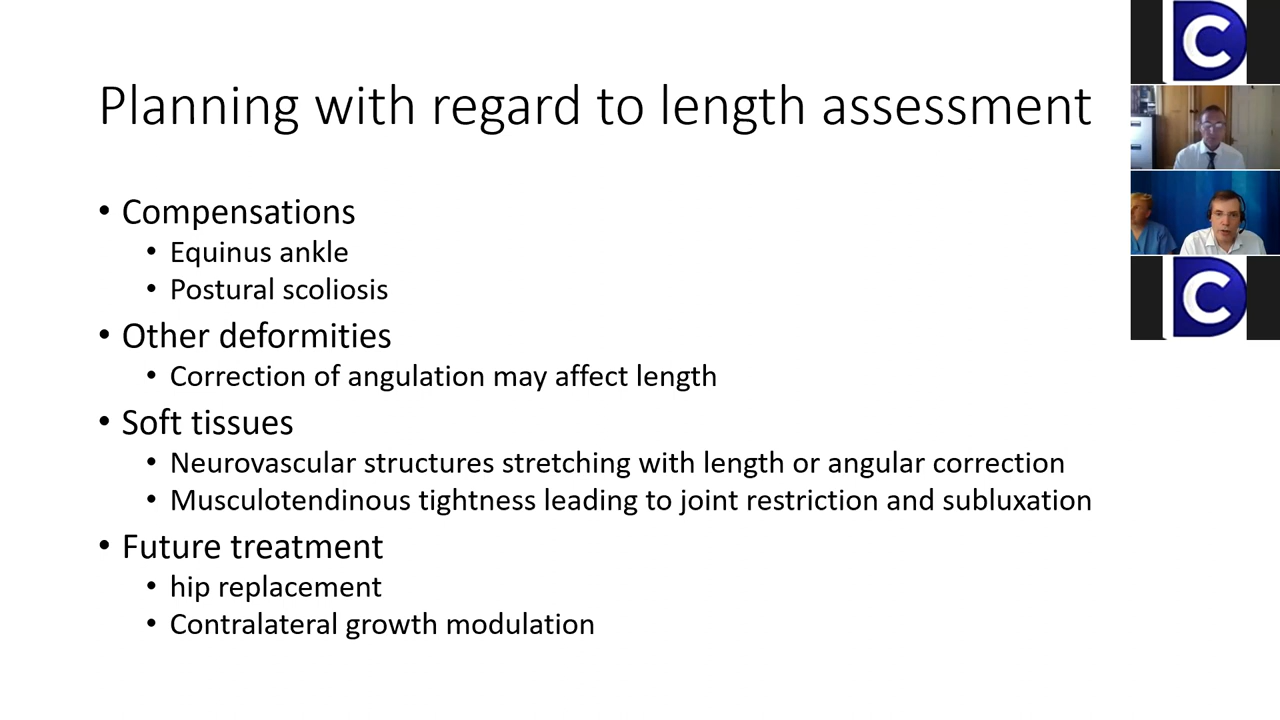 Planning with regard to length assessment
• Compensations
• Equinus ankle
• Postural scoliosis
• Other deformities
• Correction of angulation may affect length
• Soft tissues
• Neurovascular structures stretching with length or angular correction
• Musculotendinous tightness leading to joint restriction and subluxation
• Future treatment
• hip replacement
• Contralateral growth modulation
C
C